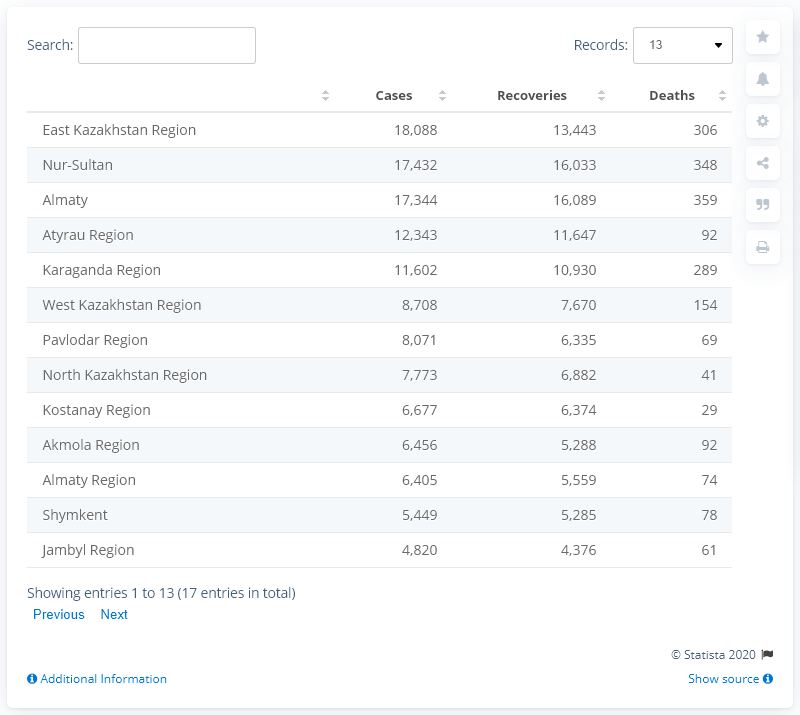 Search: Records: 13
Cases Recoveries Deaths
East Kazakhstan Region 18,088 13,443 306
Nur-Sultan 17,432 16,033 348
Almaty 17,344 16,089 359
Atyrau Region 12,343 11,647 92
Karaganda Region 11,602 10,930 289
West Kazakhstan Region 8,708 7,670 154
Pavlodar Region 8,071 6,335 69
North Kazakhstan Region 7,773 6,882 41
Kostanay Region 6,677 6,374 29
Akmola Region 6,456 5,288 92
Almaty Region 6,405 5,559 74
Shymkent 5,449 5,285 78
Jambyl Region 4,820 4,376 61
Showing entries 1 to 13 (17 entries in total)
Previous Next
© Statista 2020
Additional Information Show source